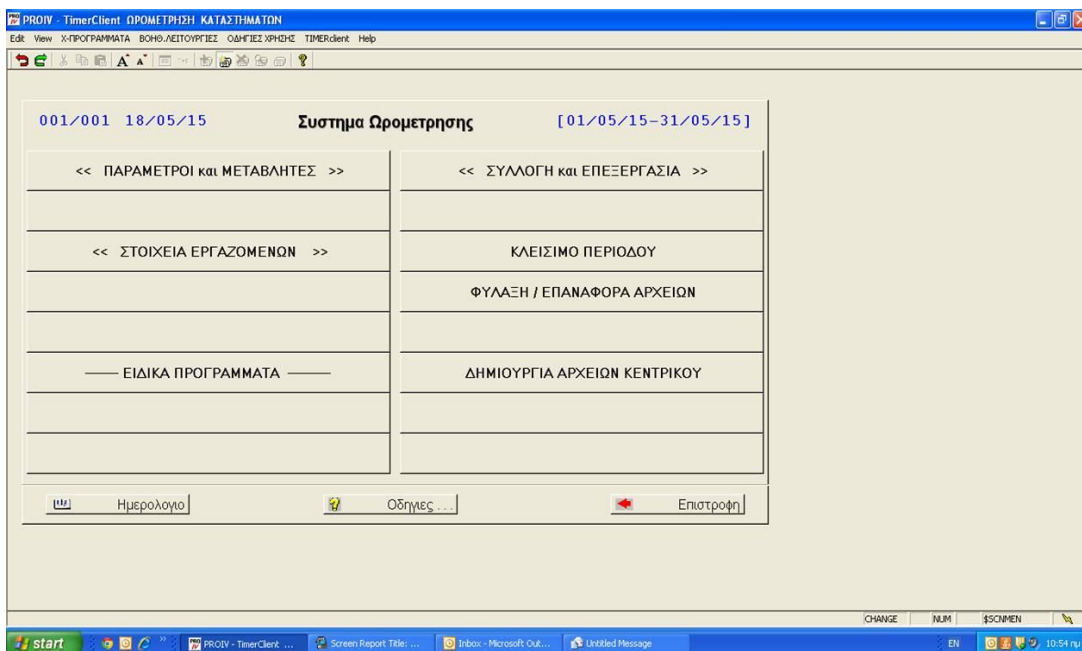 PROIV - TimerClient ΩΡΟΜΕΤΡΗΣΗ ΚΑΤΑΣΤΗΜΑΤΩΝ
Edit View Χ-ΠΡΟΓΡΑΜΜΑΤΑ ΒΟΗΘ.ΛΕΙΤΟΥΡΓΙΕΣ ΟΔΗΓΙΕΣ ΧΡΗΣΗΣ TIMERclient Help
001/001 18/05/15 Συστημα Ωρομετρησης [01/05/15-31/05/15]
<< ΠΑΡΑΜΕΤΡΟΙ και ΜΕΤΑΒΛΗΤΕΣ >> << ΣΥΛΛΟΓΗ και ΕΠΕΞΕΡΓΑΣΙΑ >>
<< ΣΤΟΙΧΕΙΑ ΕΡΓΑΖΟΜΕΝΩΝ >> ΚΛΕΙΣΙΜΟ ΠΕΡΙΟΔΟΥ
ΦΥΛΑΞΗ / ΕΠΑΝΑΦΟΡΑ ΑΡΧΕΙΩΝ
—— ΕΙΔΙΚΑ ΠΡΟΓΡΑΜΜΑΤΑ —— ΔΗΜΙΟΥΡΓΙΑ ΑΡΧΕΙΩΝ ΚΕΝΤΡΙΚΟΥ
Ημερολογιο Οδηγιες ... Επιστροφη
CHANGE NUM $SCNMEN
start PROIV - TimerClient ... Screen Report Title: ... Inbox - Microsoft Out... Untitled Message EN 10:54 πμ